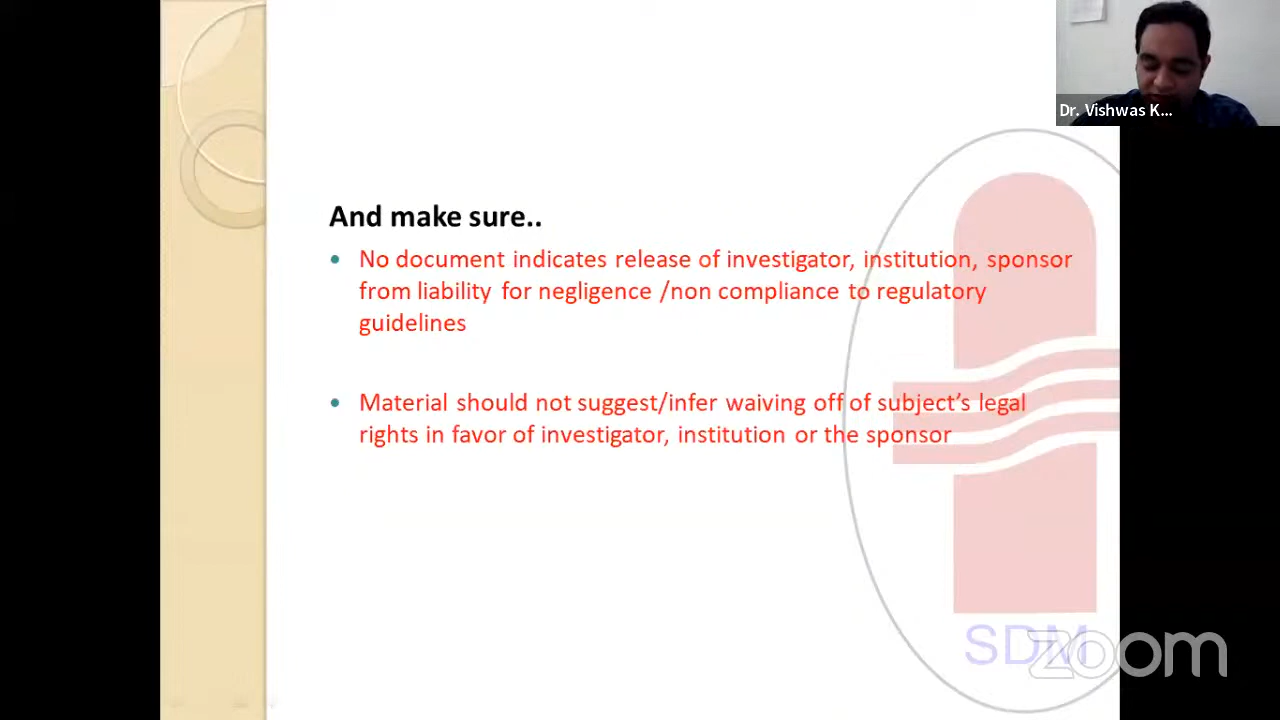 Dr. Vishwas K...
And make sure..
No document indicates release of investigator, institution, sponsor
from liability for negligence /non compliance to regulatory
guidelines
Material should not suggest/infer waiving off of subject's legal
rights in favor of investigator, institution or the sponsor
SDM
zoom